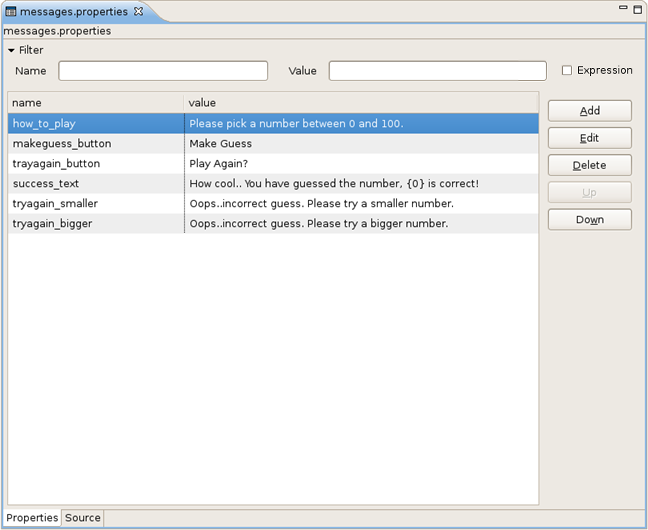 messages.properties
messages.properties
Filter
Name Value Expression
name value
how_to_play Please pick a number between 0 and 100.
makeguess_button Make Guess
trayagain_button Play Again?
success_text How cool.. You have guessed the number, {0} is correct!
tryagain_smaller Oops..incorrect guess. Please try a smaller number.
tryagain_bigger Oops..incorrect guess. Please try a bigger number.
Add
Edit
Delete
Up
Down
Properties Source